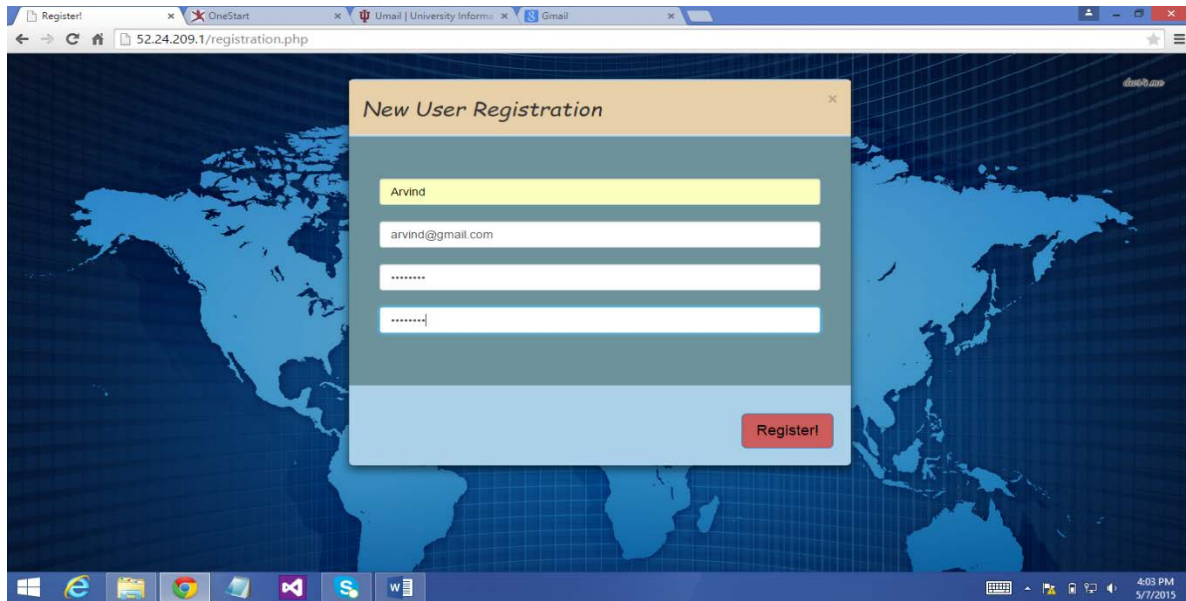 Register!
OneStart
Umail | University Informa
Gmail
52.24.209.1/registration.php
New User Registration
Arvind
arvind@gmail.com
Register!
4:03 PM
5/7/2015